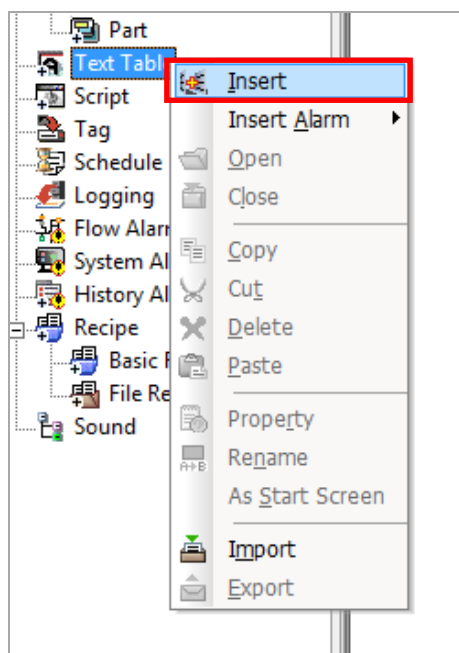 Part
Text Tabl
Script
Tag
Schedule
Logging
Flow Alarr
System Al
History Al
Recipe
Basic
File Re
Sound
Insert
Insert Alarm
Open
Close
Copy
Cut
Delete
Paste
Property
Rename
As Start Screen
Import
Export